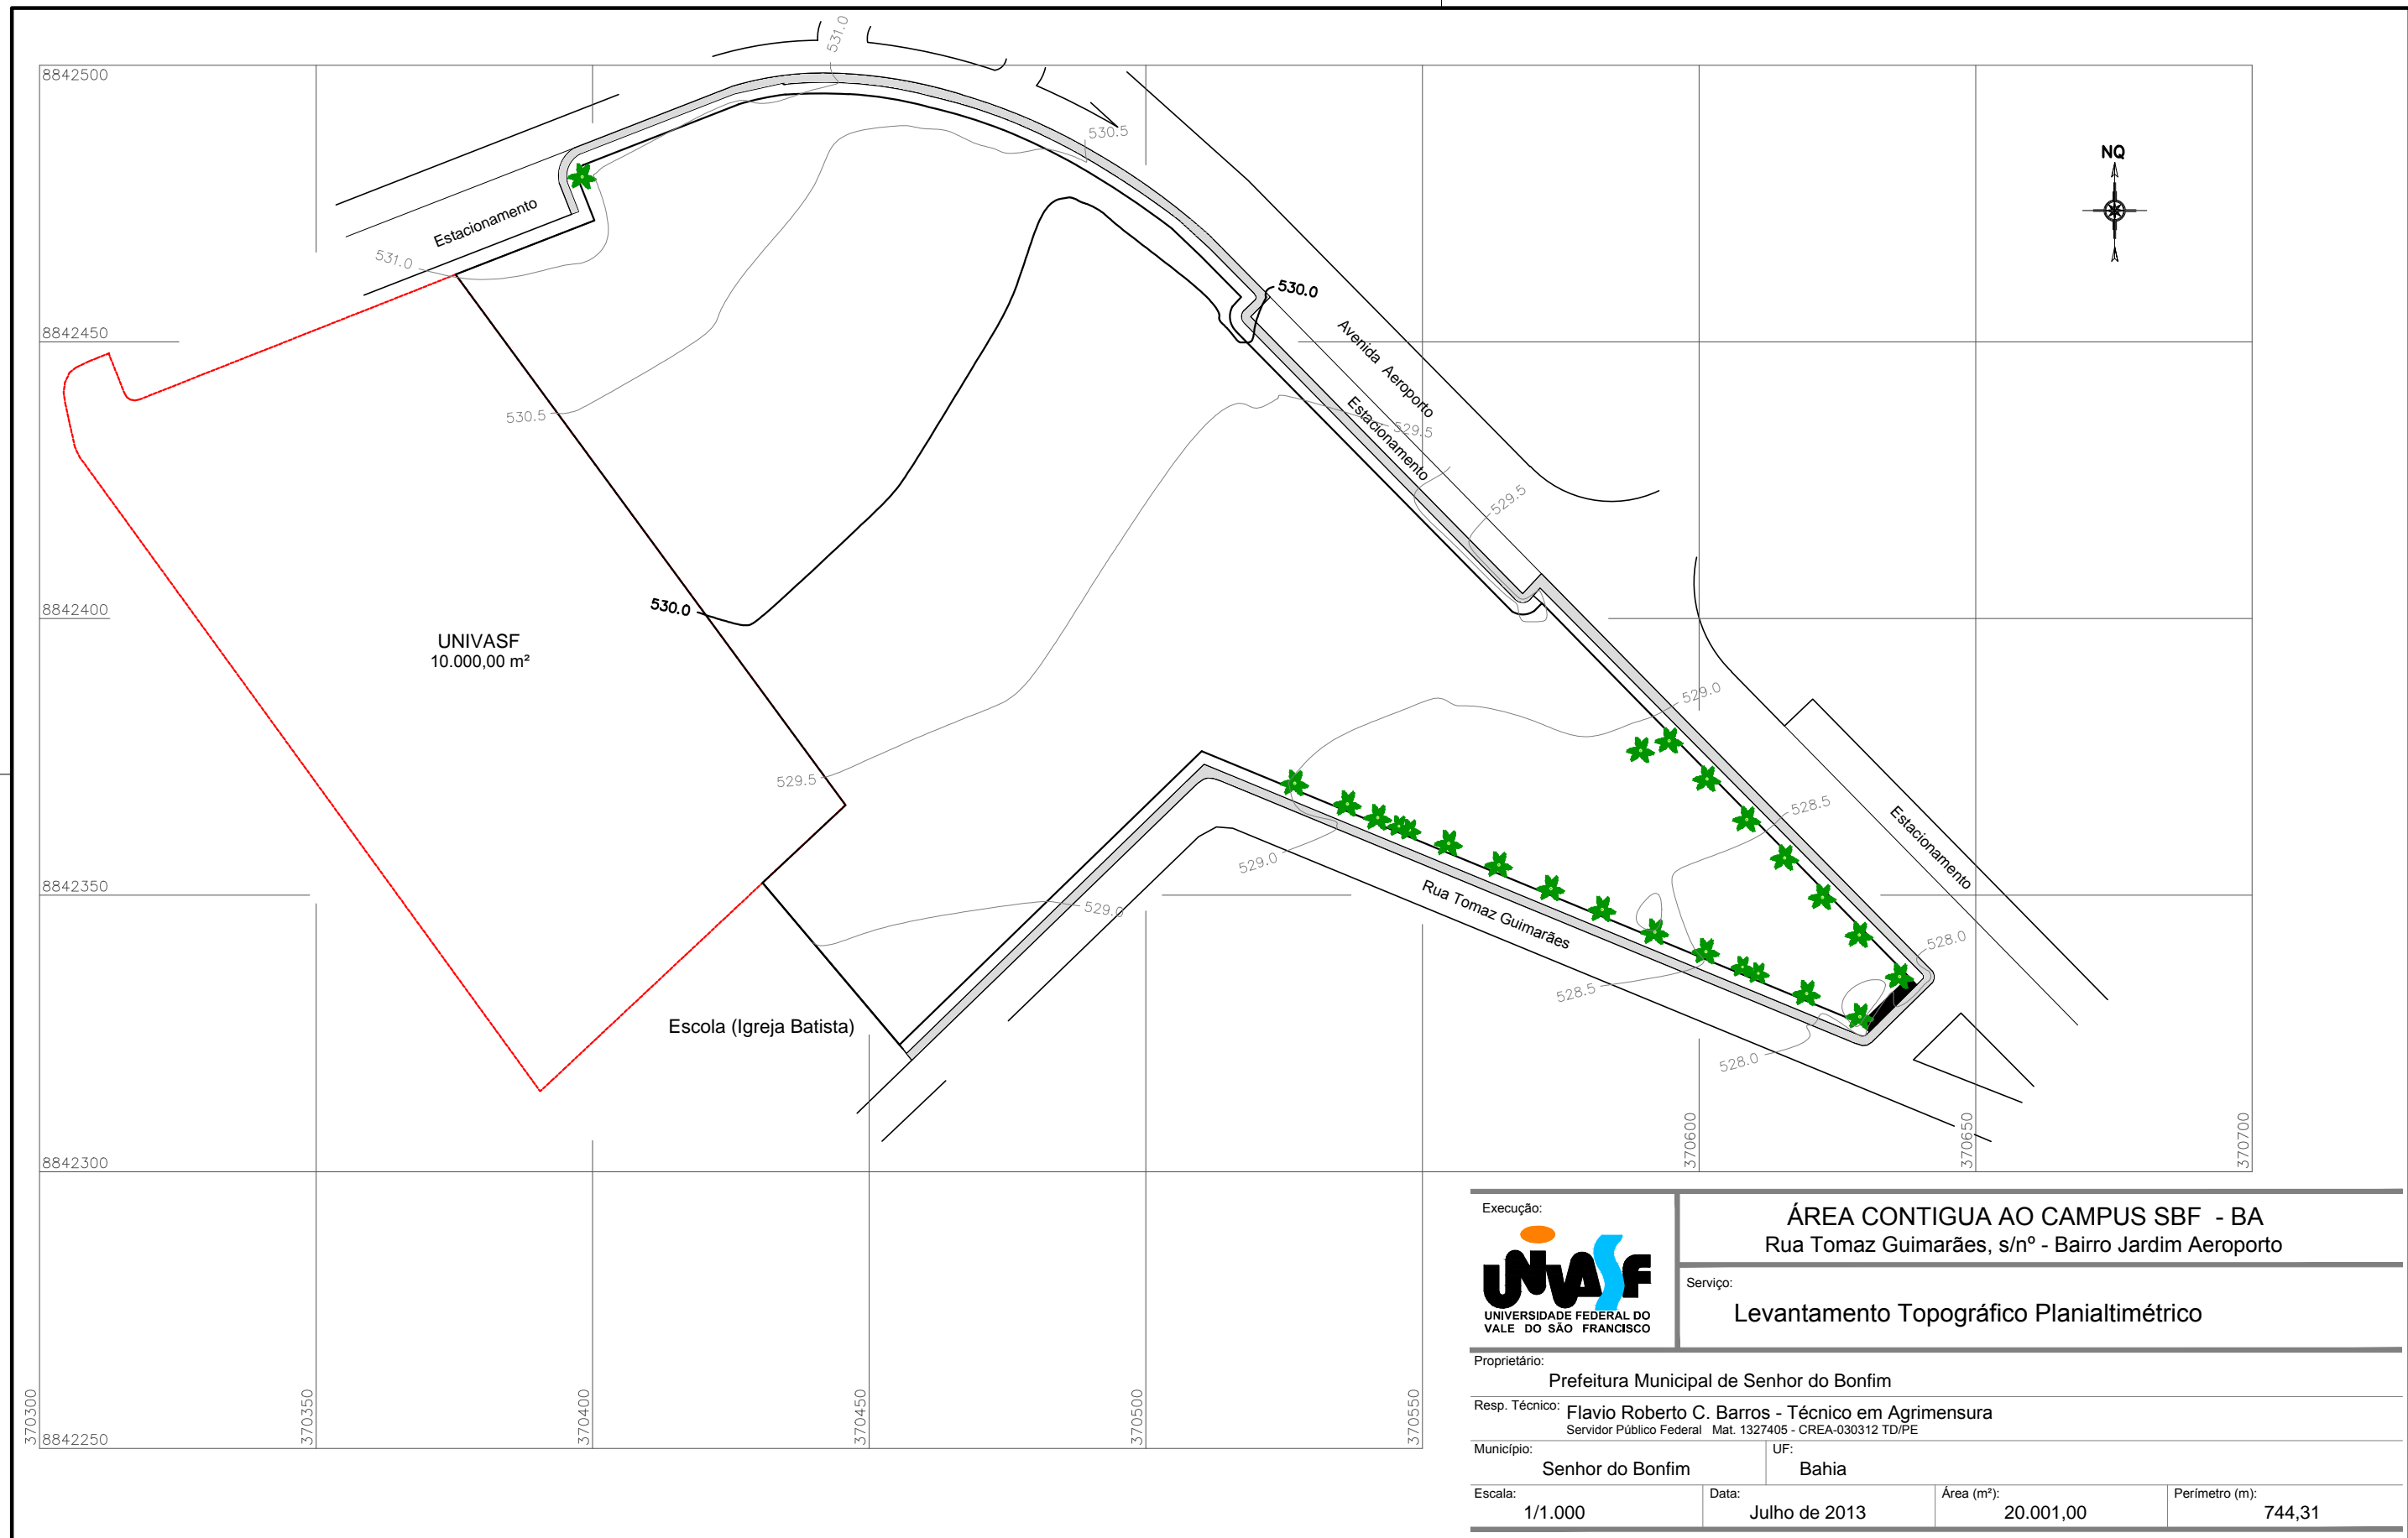 531.0
8842500
530.5
NQ
Estacionamento
531.0
530.0
8842450
Avenida Aeroporto
Estacionamento
530.5
529.5
529.5
8842400
530.0
UNIVASF
10.000,00 m²
529.0
529.5
528.5
Estacionamento
529.0
8842350
529.0
Rua Tomaz Guimarães
528.0
528.5
Escola (Igreja Batista)
528.0
8842300
370600
370650
370700
370300
370350
370400
370450
370500
370550
8842250
Execução:
UNIVASF
UNIVERSIDADE FEDERAL DO
VALE DO SÃO FRANCISCO
ÁREA CONTIGUA AO CAMPUS SBF - BA
Rua Tomaz Guimarães, s/nº - Bairro Jardim Aeroporto
Serviço:
Levantamento Topográfico Planialtimétrico
Proprietário:
Prefeitura Municipal de Senhor do Bonfim
Resp. Técnico: Flavio Roberto C. Barros - Técnico em Agrimensura
Servidor Público Federal Mat. 1327405 - CREA-030312 TD/PE
Município:
Senhor do Bonfim
UF:
Bahia
Escala:
1/1.000
Data:
Julho de 2013
Área (m²):
20.001,00
Perímetro (m):
744,31